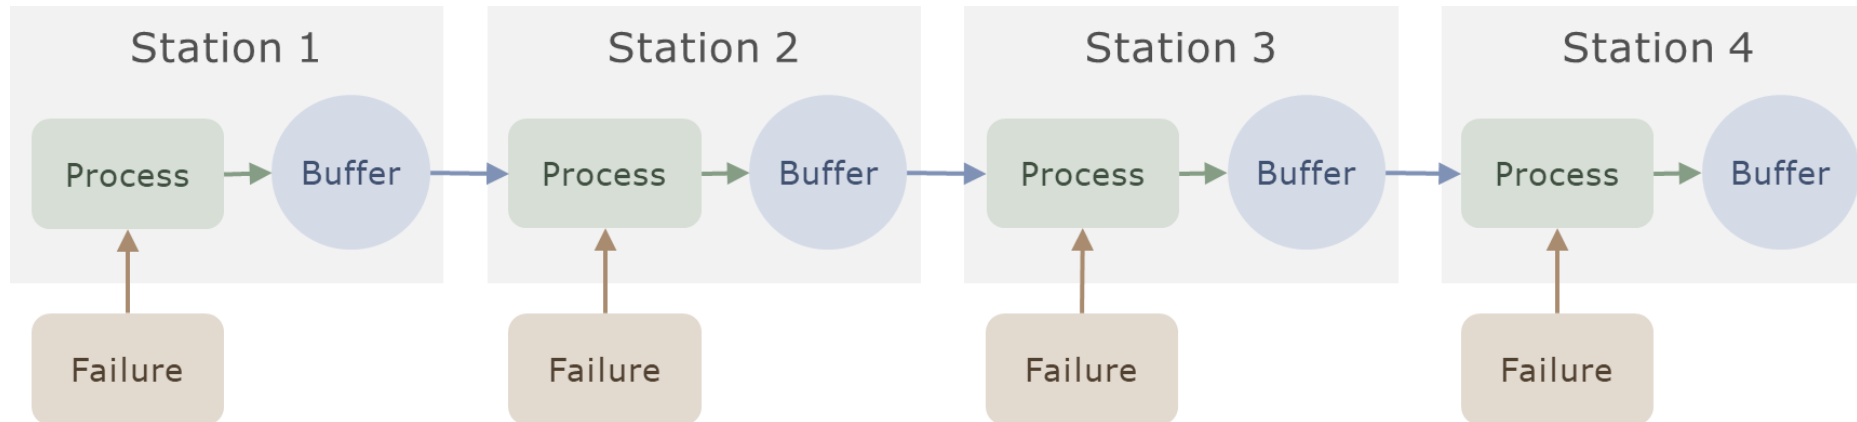 Station 1
Station 2
Station 3
Station 4
Process
Buffer
Process
Buffer
Process
Buffer
Process
Buffer
Failure
Failure
Failure
Failure